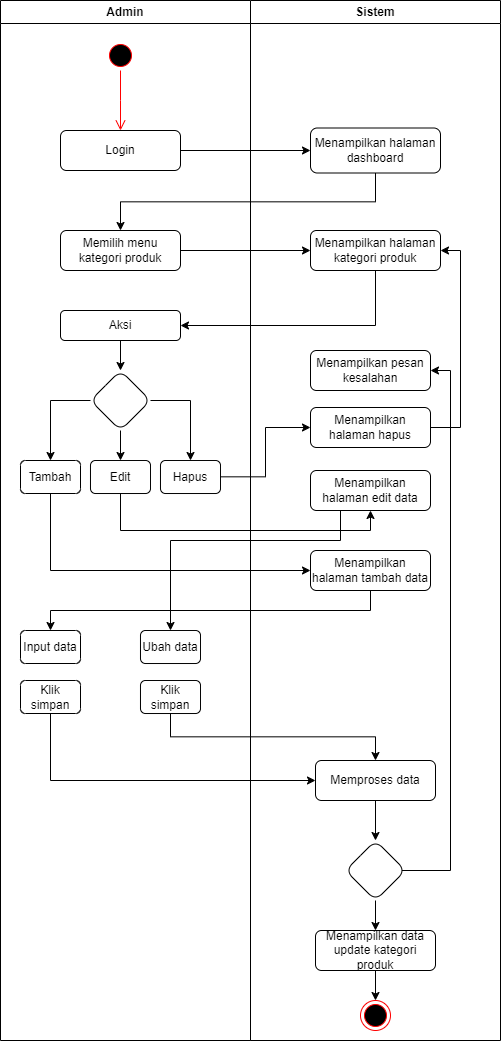 Admin
Sistem
Login
Menampilkan halaman
dashboard
Memilih menu
kategori produk
Menampilkan halaman
kategori produk
Aksi
Menampilkan pesan
kesalahan
Menampilkan
halaman hapus
Tambah
Edit
Hapus
Menampilkan
halaman edit data
Menampilkan
halaman tambah data
Input data
Ubah data
Klik
simpan
Klik
simpan
Memproses data
Menampilkan data
update kategori
produk